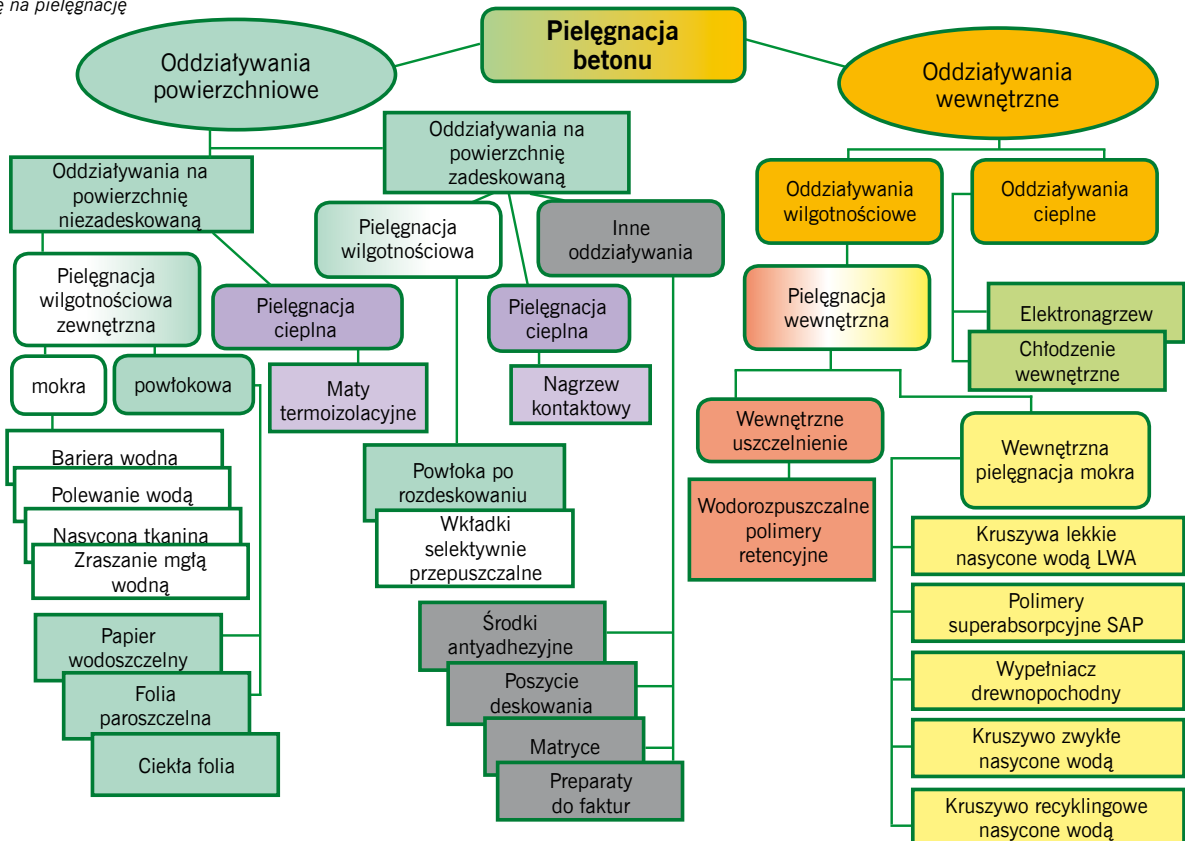 ę na pielęgnację
Pielęgnacja
betonu
Oddziaływania
powierzchniowe
Oddziaływania
wewnętrzne
Oddziaływania na
powierzchnię
niezadeskowaną
Oddziaływania na
powierzchnię
zadeskowaną
Oddziaływania
wilgotnościowe
Oddziaływania
cieplne
Pielęgnacja
wilgotnościowa
zewnętrzna
Pielęgnacja
cieplna
Pielęgnacja
wilgotnościowa
Pielęgnacja
cieplna
Inne
oddziaływania
Pielęgnacja
wewnętrzna
Elektronagrzew
Chłodzenie
wewnętrzne
mokra
powłokowa
Maty
termoizolacyjne
Nagrzew
kontaktowy
Wewnętrzne
uszczelnienie
Wewnętrzna
pielęgnacja mokra
Bariera wodna
Polewanie wodą
Nasycona tkanina
Zraszanie mgłą
wodną
Powłoka po
rozdeskowaniu
Wkładki
selektywnie
przepuszczalne
Wodorozpuszczalne
polimery
retencyjne
Kruszywa lekkie
nasycone wodą LWA
Polimery
superabsorpcyjne SAP
Wypełniacz
drewnopochodny
Kruszywo zwykłe
nasycone wodą
Kruszywo recyklingowe
nasycone wodą
Papier
wodoszczelny
Folia
paroszczelna
Ciekła folia
Środki
antyadhezyjne
Poszycie
deskowania
Matryce
Preparaty
do faktur